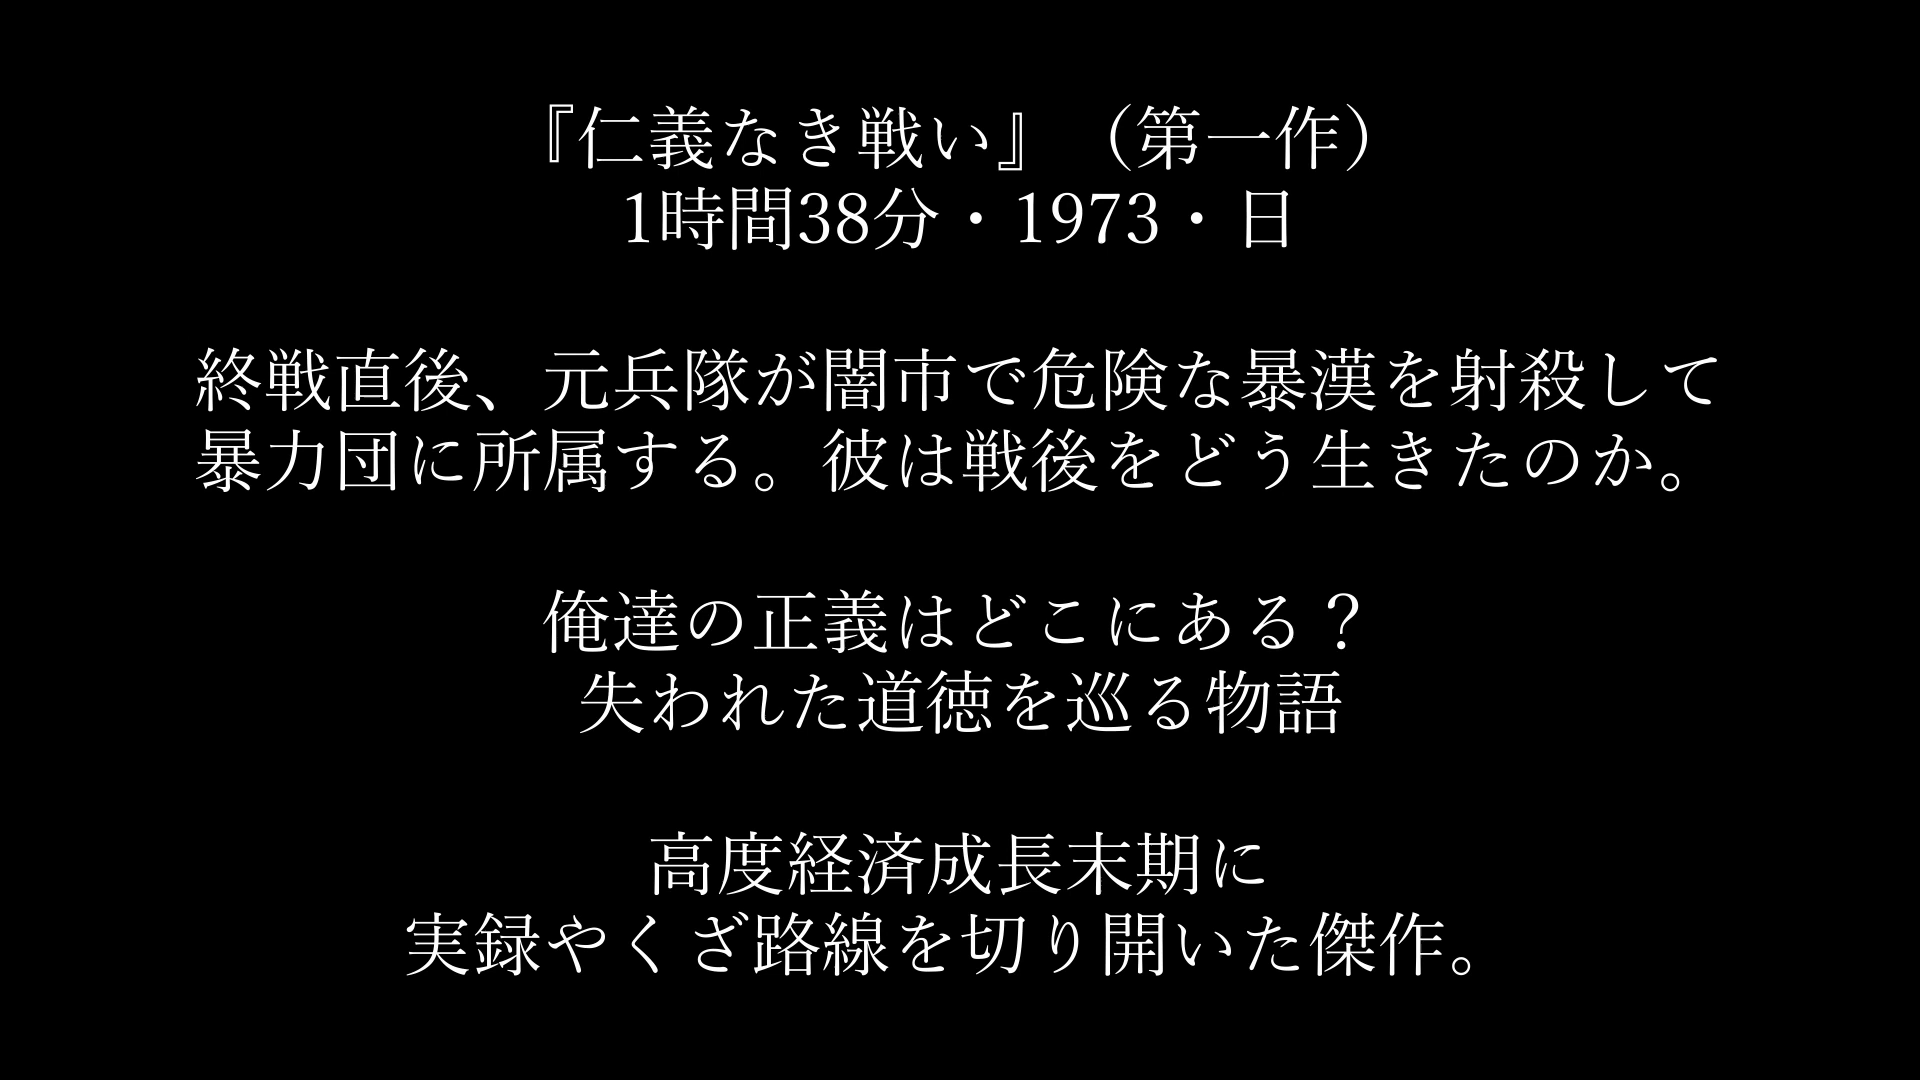 『仁義なき戦い』（第一作）
1時間38分・1973・日
終戦直後、元兵隊が闇市で危険な暴漢を射殺して
暴力団に所属する。彼は戦後をどう生きたのか。
俺達の正義はどこにある？
失われた道徳を巡る物語
高度経済成長末期に
実録やくざ路線を切り開いた傑作。